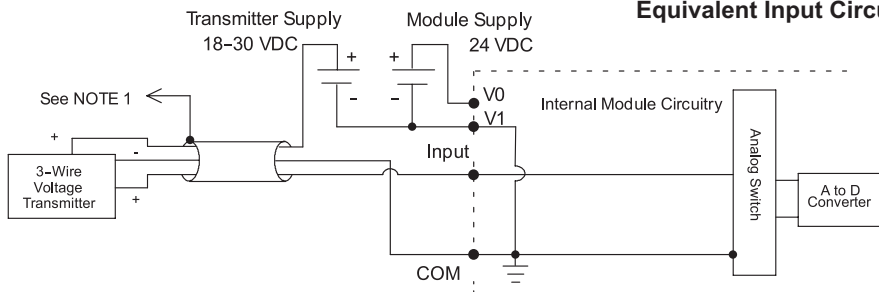 Equivalent Input Circu
Transmitter Supply
18–30 VDC
Module Supply
24 VDC
+
-
+
-
V0
V1
See NOTE 1
Internal Module Circuitry
Input
+
-
+
3–Wire
Voltage
Transmitter
Analog Switch
A to D
Converter
COM